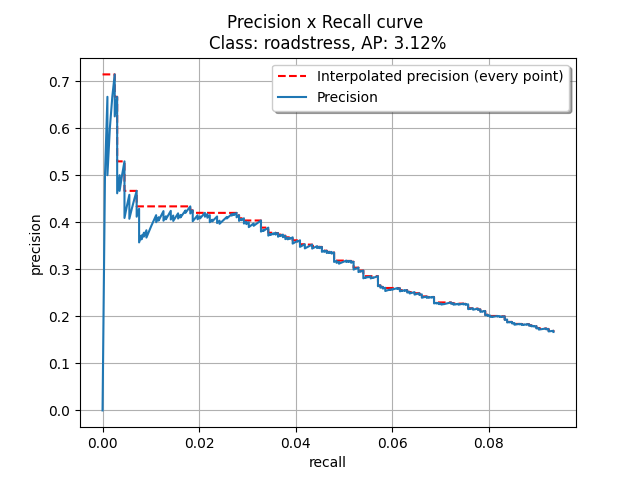 Precision x Recall curve
Class: roadstress, AP: 3.12%
Interpolated precision (every point)
Precision
0.7
0.6
0.5
0.4
0.3
0.2
0.1
0.0
precision
0.00 0.02 0.04 0.06 0.08
recall